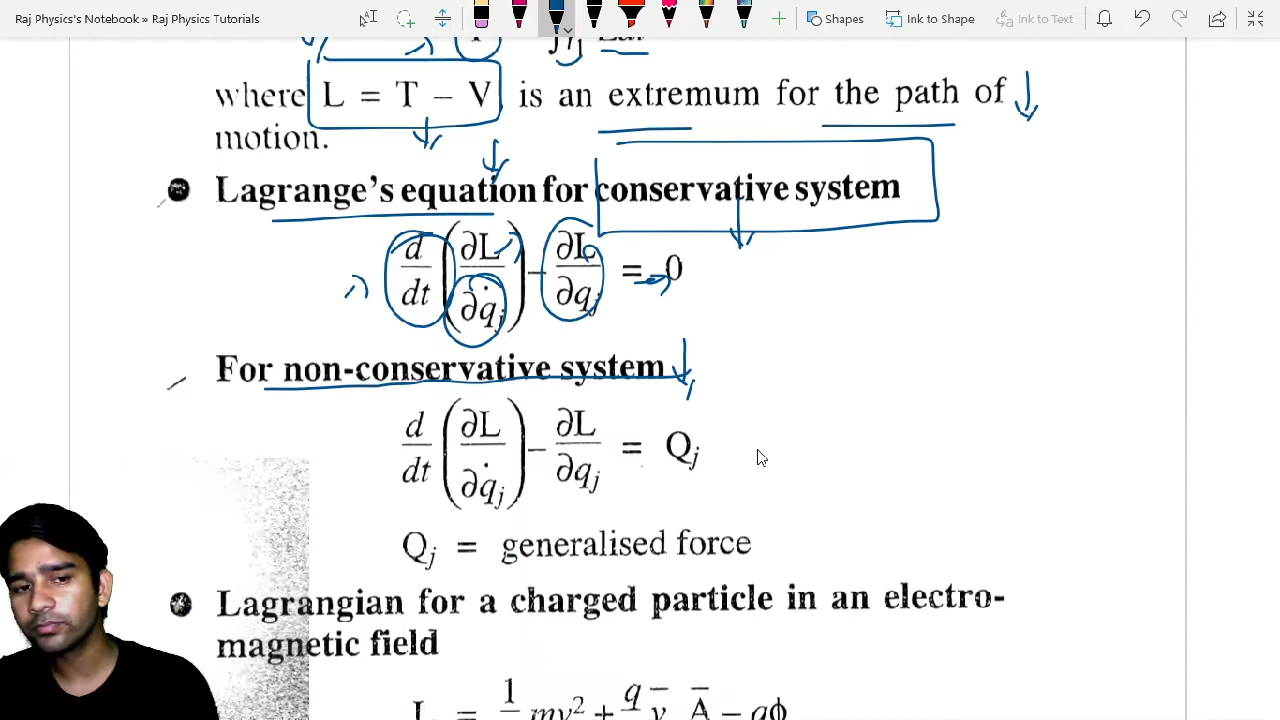 Raj Physics's Notebook » Raj Physics Tutorials
Shapes
Ink to Shape
Ink to Text
where L = T – V is an extremum for the path of
motion.
Lagrange's equation for conservative system
d/dt (∂L/∂q̇j) – ∂L/∂qj = 0
For non-conservative system
d/dt (∂L/∂q̇j) – ∂L/∂qj = Qj
Qj = generalised force
Lagrangian for a charged particle in an electro-
magnetic field